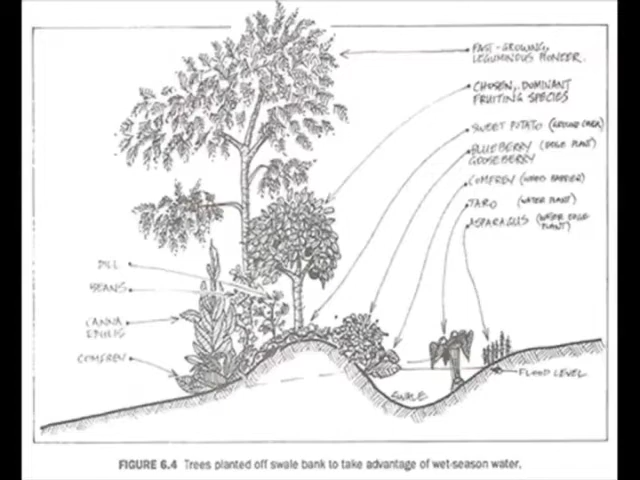 FAST-GROWING,
LEGUMINOUS PIONEER.
CHOSEN, DOMINANT
FRUITING SPECIES
SWEET POTATO (GROUND COVER)
BLUEBERRY (EDGE PLANT)
GOOSEBERRY
COMFREY (WEED BARRIER)
TARO (WATER PLANT)
ASPARAGUS (WATER EDGE
PLANT)
DILL
BEANS
CANNA
EDULIS
COMFREY
FLOOD LEVEL
SWALE
FIGURE 6.4 Trees planted off swale bank to take advantage of wet-season water.